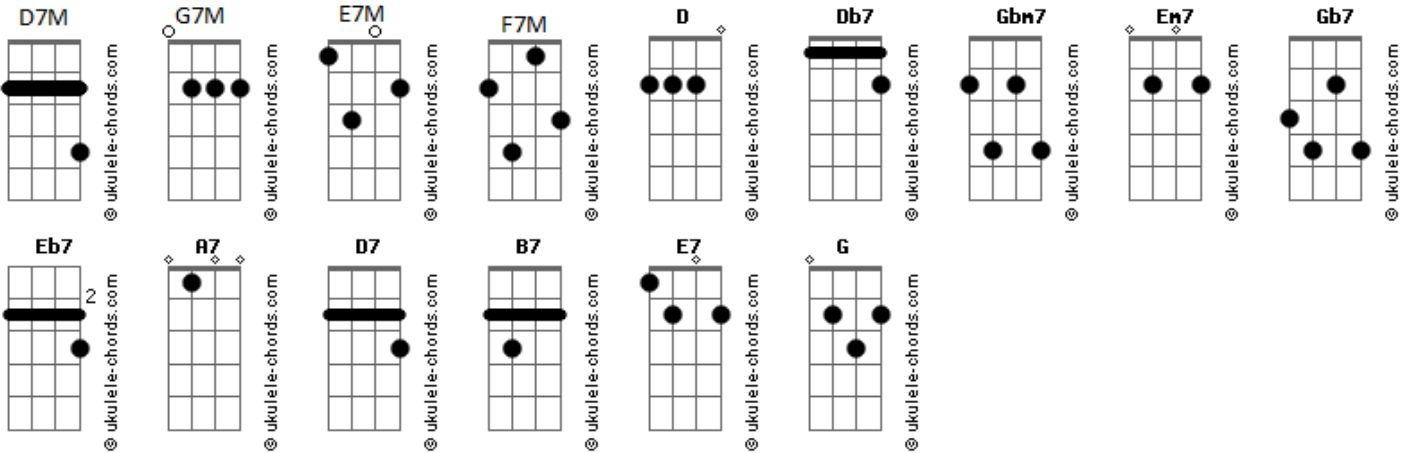 D7M G7M E7M F7M D Db7 Gbm7 Em7 Gb7
© ukulele-chords.com © ukulele-chords.com © ukulele-chords.com © ukulele-chords.com © ukulele-chords.com © ukulele-chords.com © ukulele-chords.com © ukulele-chords.com © ukulele-chords.com
Eb7 A7 D7 B7 E7 G
2
© ukulele-chords.com © ukulele-chords.com © ukulele-chords.com © ukulele-chords.com © ukulele-chords.com © ukulele-chords.com